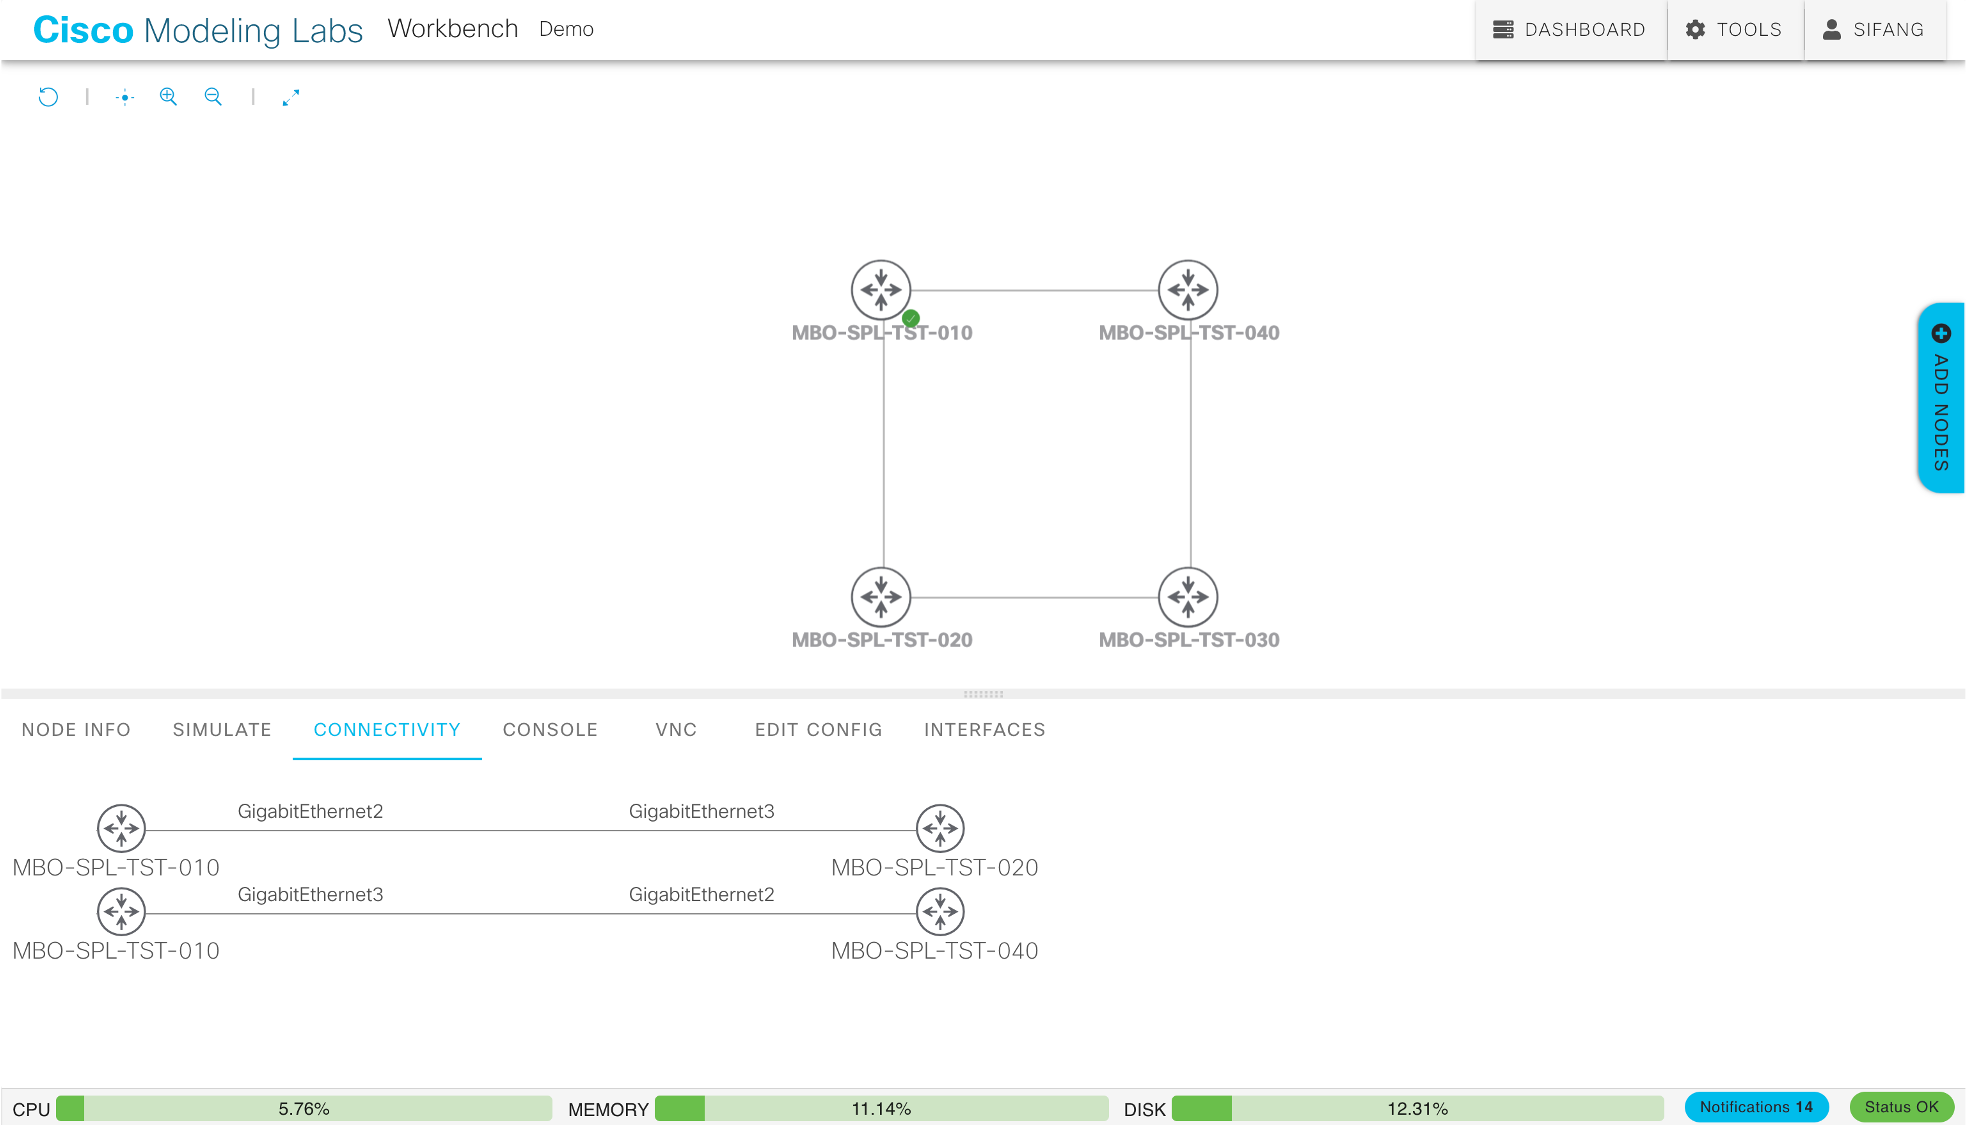 Cisco Modeling Labs Workbench Demo
DASHBOARD TOOLS SIFANG
MBO-SPL-TST-010 MBO-SPL-TST-040
ADD NODES
MBO-SPL-TST-020 MBO-SPL-TST-030
NODE INFO SIMULATE CONNECTIVITY CONSOLE VNC EDIT CONFIG INTERFACES
GigabitEthernet2 GigabitEthernet3
MBO-SPL-TST-010 MBO-SPL-TST-020
GigabitEthernet3 GigabitEthernet2
MBO-SPL-TST-010 MBO-SPL-TST-040
CPU 5.76% MEMORY 11.14% DISK 12.31% Notifications 14 Status OK